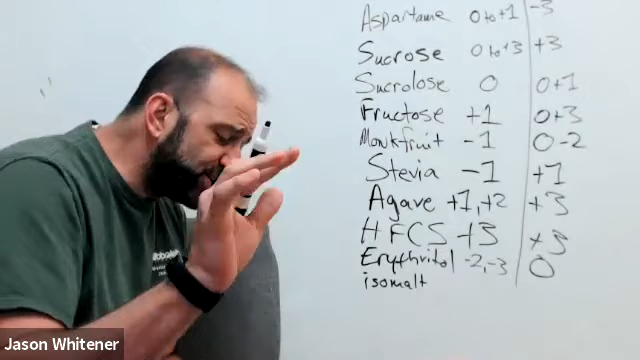 Aspartame 0 to +1 -3
Sucrose 0 to +3 +3
Sucrolose 0 0+1
Fructose +1 0+3
Monkfruit -1 0-2
Stevia -1 +1
Agave +1,+2 +3
HFCS +3 +3
Erythritol -2,-3 0
isomalt
Jason Whitener